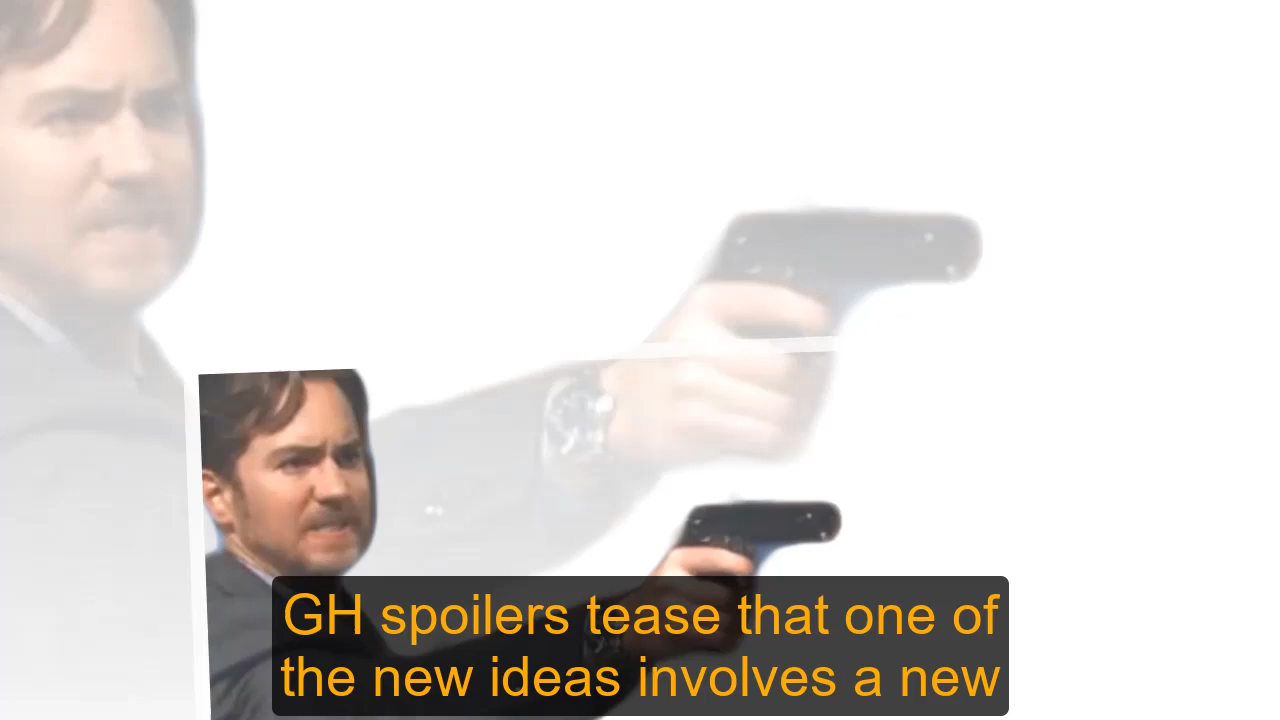 GH spoilers tease that one of
the new ideas involves a new